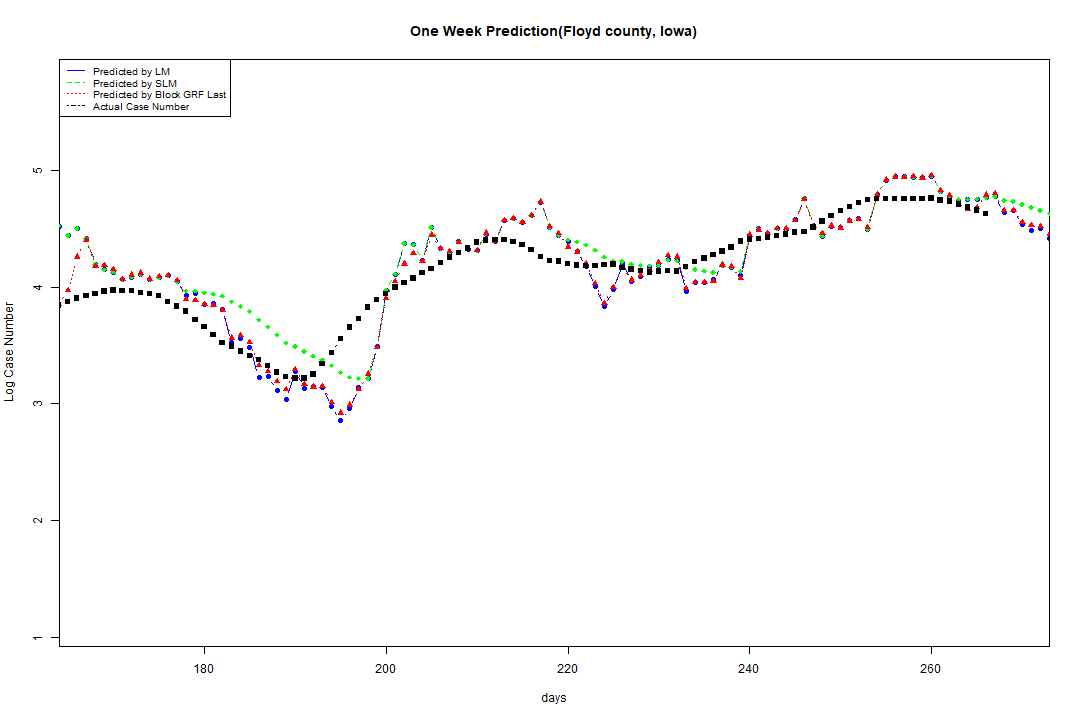 One Week Prediction(Floyd county, Iowa)
Predicted by LM
Predicted by SLM
Predicted by Block GRF Last
Actual Case Number
5
4
3
2
1
Log Case Number
180 200 220 240 260
days